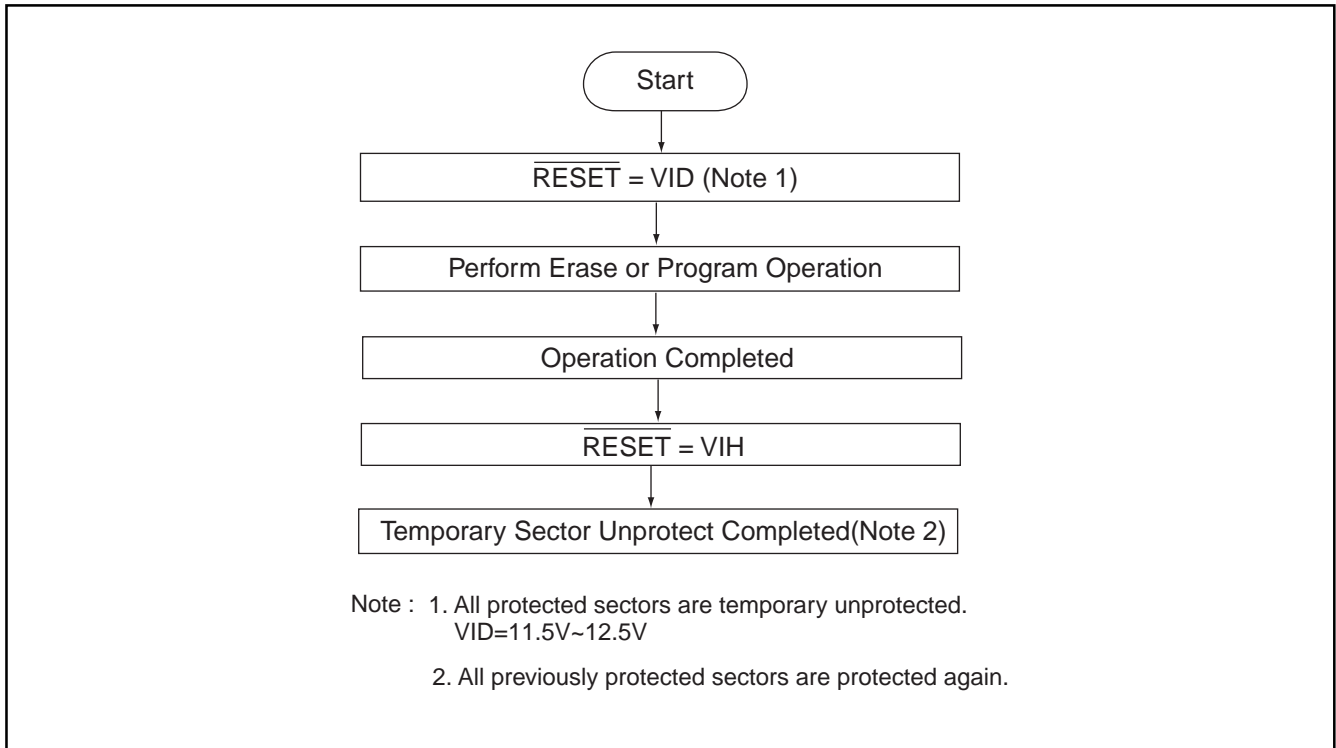 Start
RESET = VID (Note 1)
Perform Erase or Program Operation
Operation Completed
RESET = VIH
Temporary Sector Unprotect Completed(Note 2)
Note : 1. All protected sectors are temporary unprotected.
VID=11.5V~12.5V
2. All previously protected sectors are protected again.